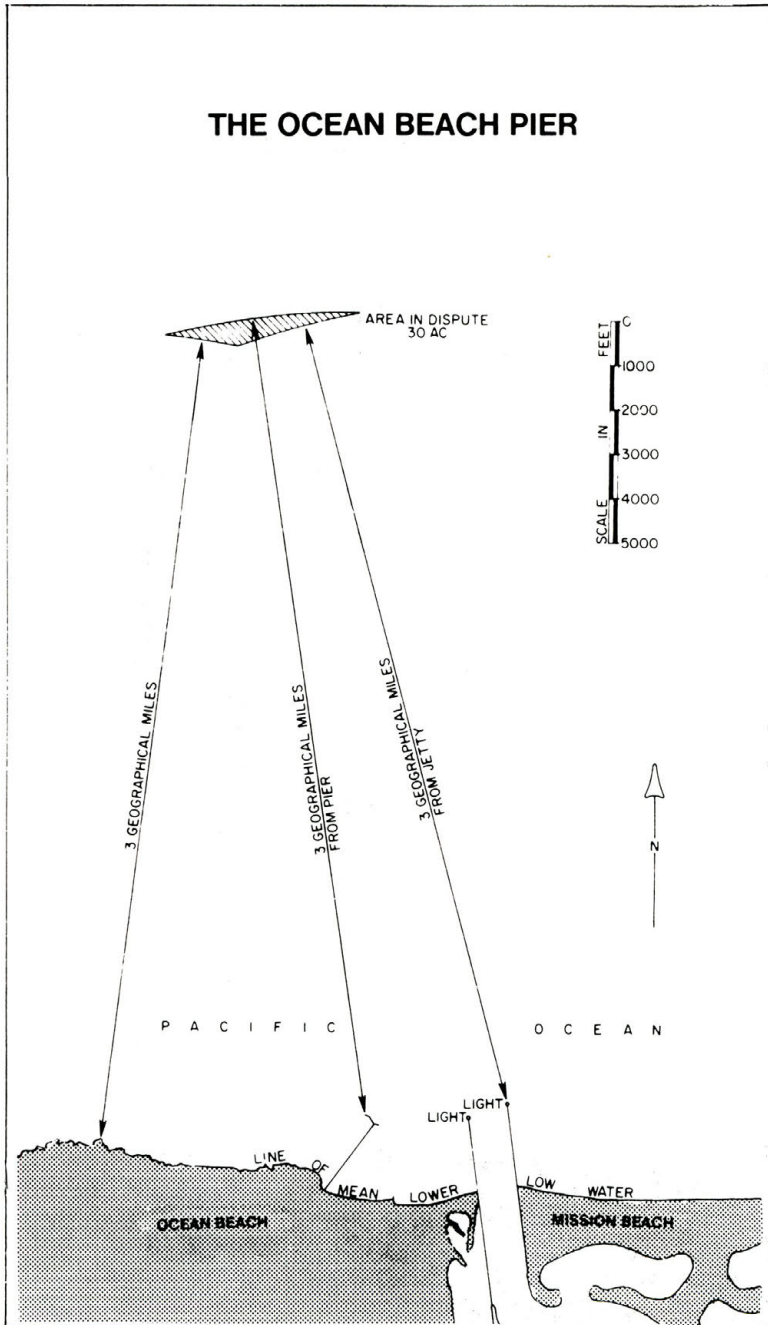 THE OCEAN BEACH PIER
AREA IN DISPUTE
30 AC
SCALE IN FEET
0
1000
2000
3000
4000
5000
3 GEOGRAPHICAL MILES
3 GEOGRAPHICAL MILES
FROM PIER
3 GEOGRAPHICAL MILES
FROM JETTY
N
PACIFIC OCEAN
LIGHT
LIGHT
LINE OF MEAN LOWER LOW WATER
OCEAN BEACH
MISSION BEACH